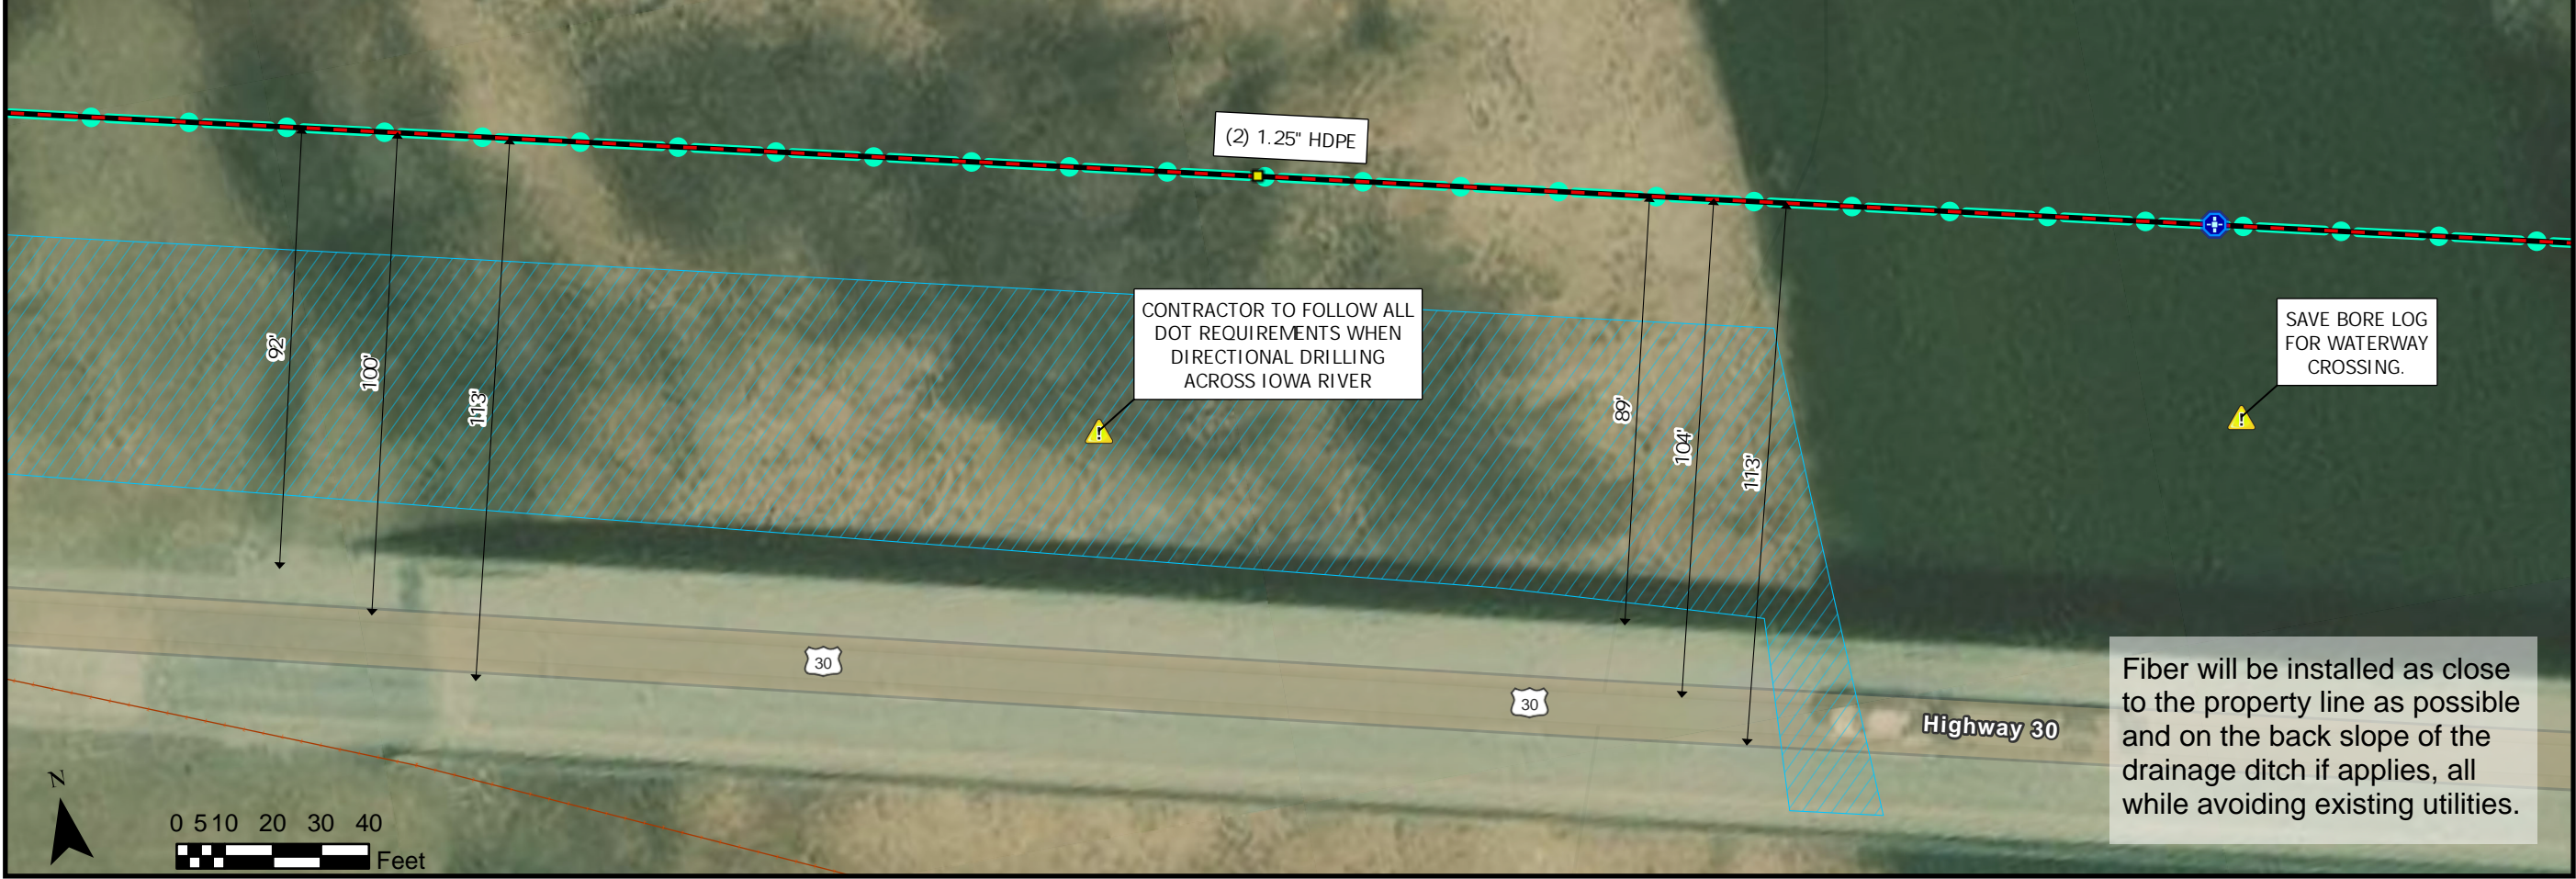 (2) 1.25" HDPE
CONTRACTOR TO FOLLOW ALL
DOT REQUIREMENTS WHEN
DIRECTIONAL DRILLING
ACROSS IOWA RIVER
SAVE BORE LOG
FOR WATERWAY
CROSSING.
92'
100'
113'
89'
104'
113'
30
30
Highway 30
Fiber will be installed as close
to the property line as possible
and on the back slope of the
drainage ditch if applies, all
while avoiding existing utilities.
N
0 5 10 20 30 40
Feet